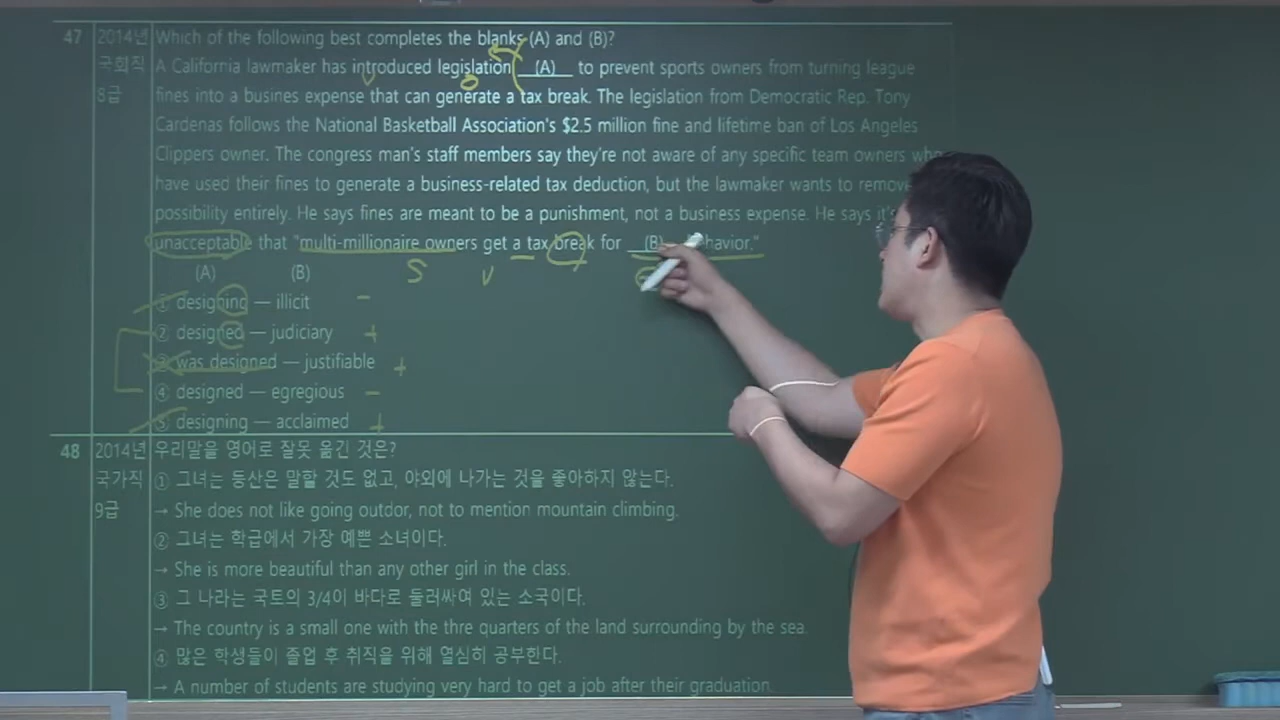 47 2014년 Which of the following best completes the blanks (A) and (B)?
국회직 A California lawmaker has introduced legislation (A) to prevent sports owners from turning league
8급 fines into a busines expense that can generate a tax break. The legislation from Democratic Rep. Tony
Cardenas follows the National Basketball Association's $2.5 million fine and lifetime ban of Los Angeles
Clippers owner. The congress man's staff members say they're not aware of any specific team owners who
have used their fines to generate a business-related tax deduction, but the lawmaker wants to remove
possibility entirely. He says fines are meant to be a punishment, not a business expense. He says it's
unacceptable that "multi-millionaire owners get a tax break for (B) behavior."
(A) (B) S V
① designing — illicit −
② designed — judiciary +
③ was designed — justifiable +
④ designed — egregious −
⑤ designing — acclaimed +
48 2014년 우리말을 영어로 잘못 옮긴 것은?
국가직 ① 그녀는 등산은 말할 것도 없고, 야외에 나가는 것을 좋아하지 않는다.
9급 → She does not like going outdor, not to mention mountain climbing.
② 그녀는 학급에서 가장 예쁜 소녀이다.
→ She is more beautiful than any other girl in the class.
③ 그 나라는 국토의 3/4이 바다로 둘러싸여 있는 소국이다.
→ The country is a small one with the thre quarters of the land surrounding by the sea.
④ 많은 학생들이 졸업 후 취직을 위해 열심히 공부한다.
→ A number of students are studying very hard to get a job after their graduation.